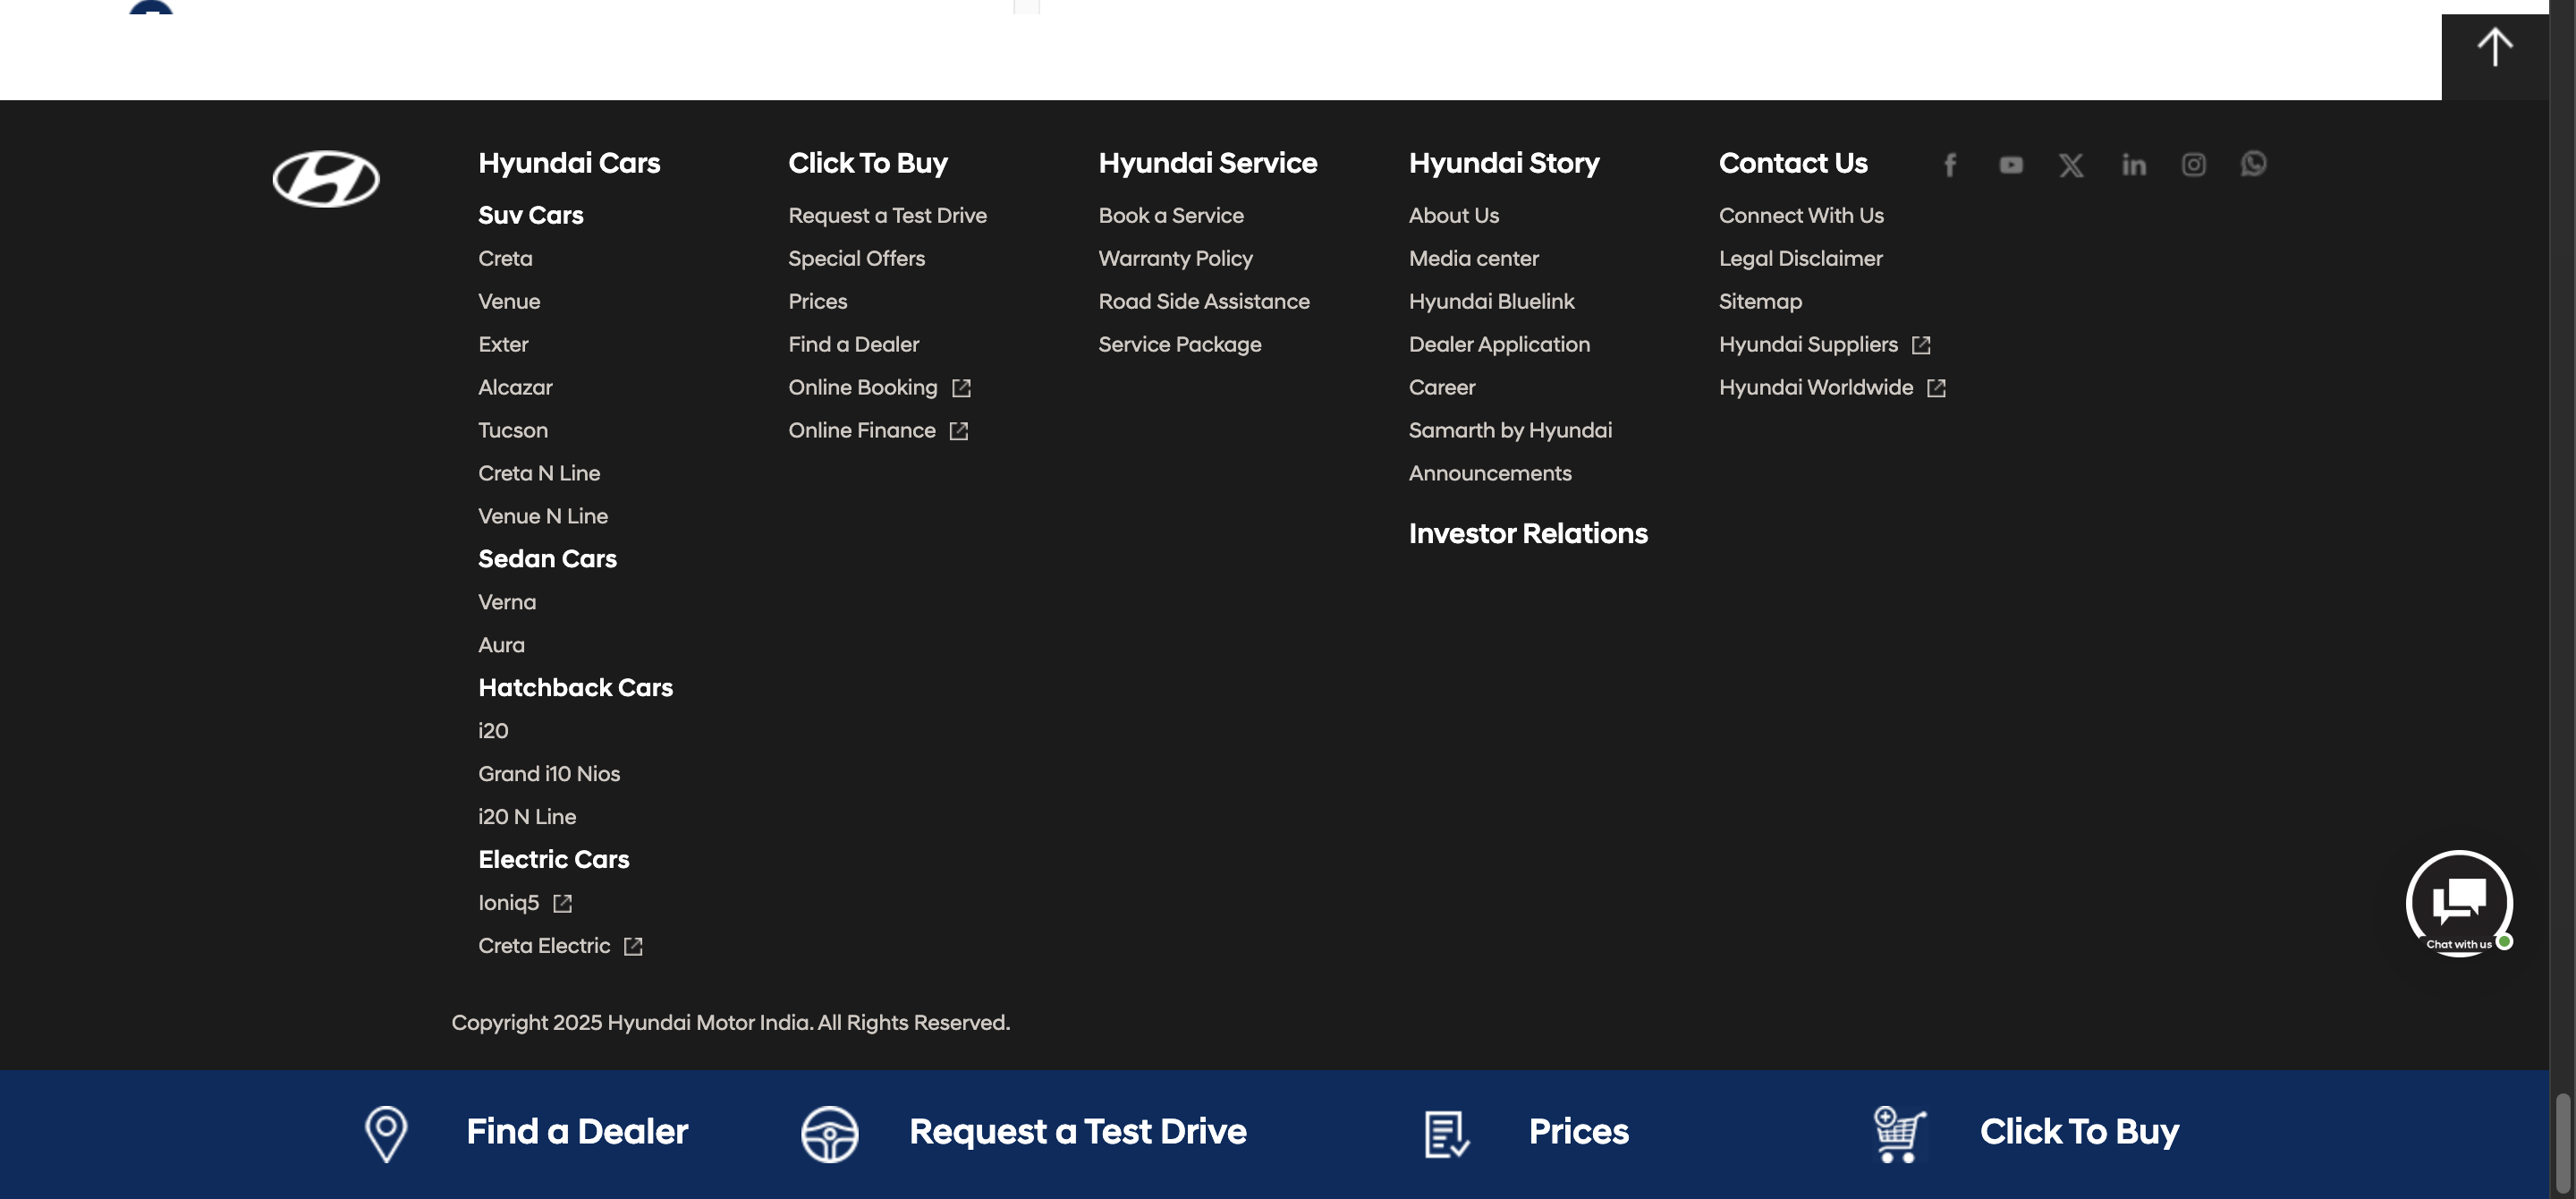 Hyundai Cars
Suv Cars
Creta
Venue
Exter
Alcazar
Tucson
Creta N Line
Venue N Line
Sedan Cars
Verna
Aura
Hatchback Cars
i20
Grand i10 Nios
i20 N Line
Electric Cars
Ioniq5
Creta Electric
Click To Buy
Request a Test Drive
Special Offers
Prices
Find a Dealer
Online Booking
Online Finance
Hyundai Service
Book a Service
Warranty Policy
Road Side Assistance
Service Package
Hyundai Story
About Us
Media center
Hyundai Bluelink
Dealer Application
Career
Samarth by Hyundai
Announcements
Investor Relations
Contact Us
Connect With Us
Legal Disclaimer
Sitemap
Hyundai Suppliers
Hyundai Worldwide
Chat with us
Copyright 2025 Hyundai Motor India. All Rights Reserved.
Find a Dealer
Request a Test Drive
Prices
Click To Buy